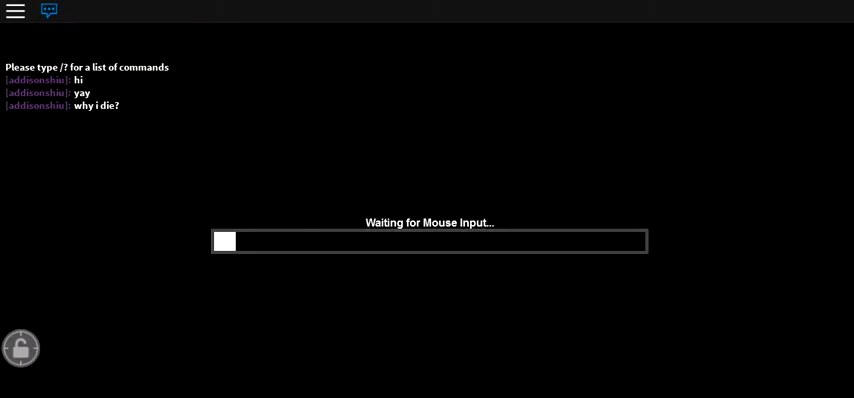 Please type /? for a list of commands
[addisonshiu]: hi
[addisonshiu]: yay
[addisonshiu]: why i die?
Waiting for Mouse Input...